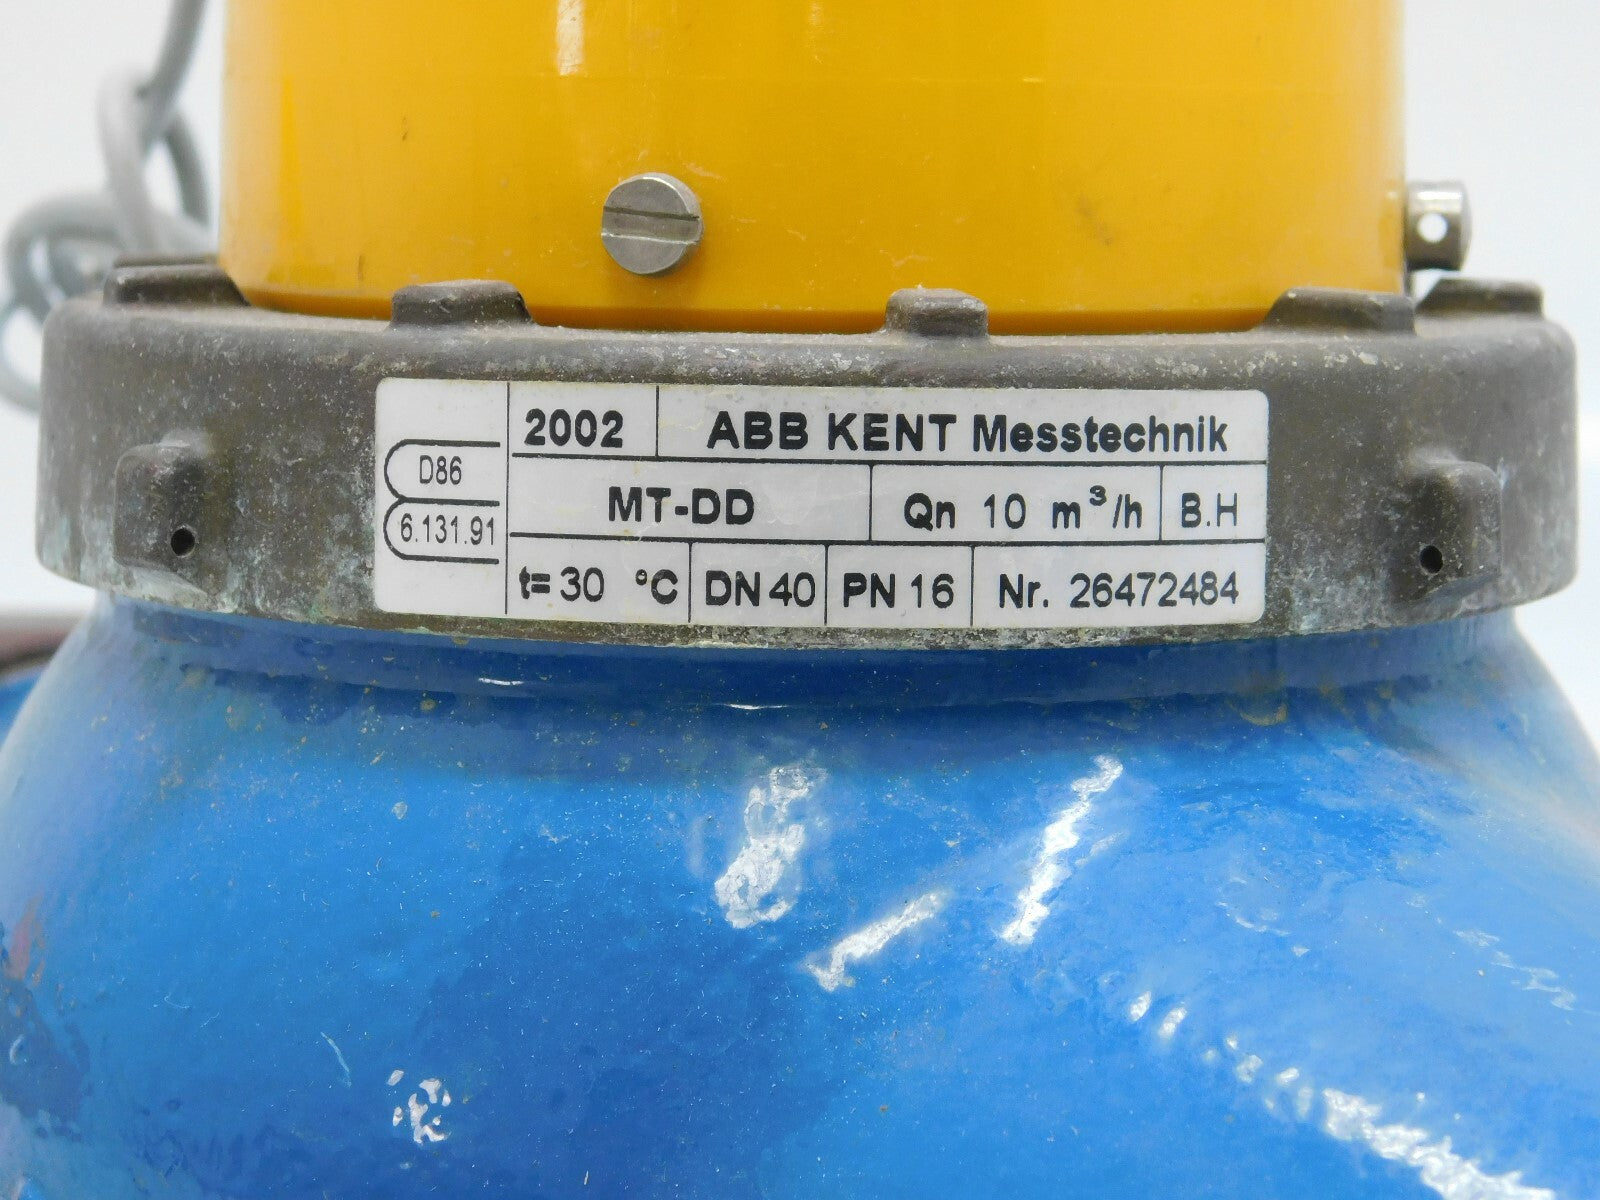 2002 ABB KENT Messtechnik
D86
6.131.91
MT-DD Qn 10 m³/h B.H
t= 30 °C DN 40 PN 16 Nr. 26472484